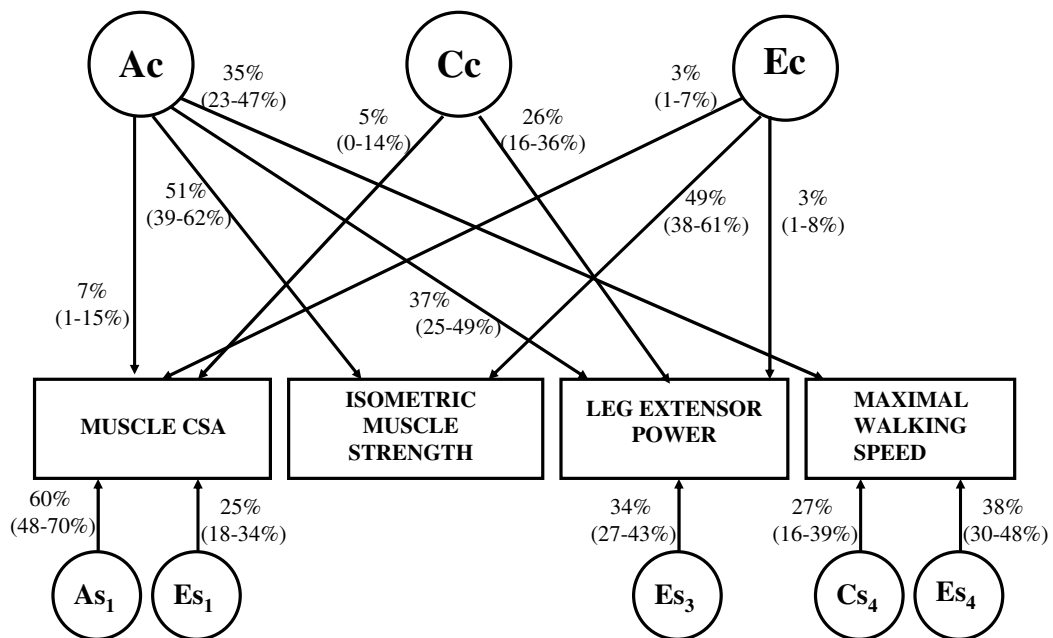 Ac
Cc
Ec
35%
(23-47%)
5%
(0-14%)
26%
(16-36%)
3%
(1-7%)
51%
(39-62%)
49%
(38-61%)
3%
(1-8%)
7%
(1-15%)
37%
(25-49%)
MUSCLE CSA
ISOMETRIC
MUSCLE
STRENGTH
LEG EXTENSOR
POWER
MAXIMAL
WALKING
SPEED
60%
(48-70%)
25%
(18-34%)
34%
(27-43%)
27%
(16-39%)
38%
(30-48%)
As₁
Es₁
Es₃
Cs₄
Es₄